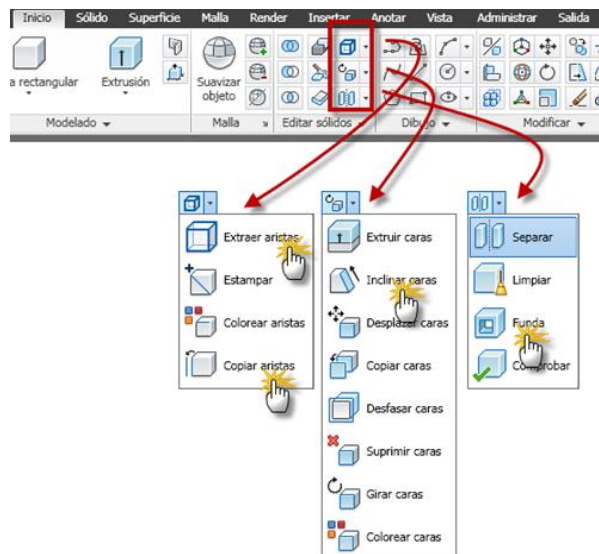 Inicio Sólido Superficie Malla Render Insertar Anotar Vista Administrar Salida
a rectangular
Extrusión
Suavizar
objeto
Modelado Malla Editar sólidos Dibujo Modificar
Extraer aristas
Estampar
Colorear aristas
Copiar aristas
Extruir caras
Inclinar caras
Desplazar caras
Copiar caras
Desfasar caras
Suprimir caras
Girar caras
Colorear caras
Separar
Limpiar
Funda
Comprobar